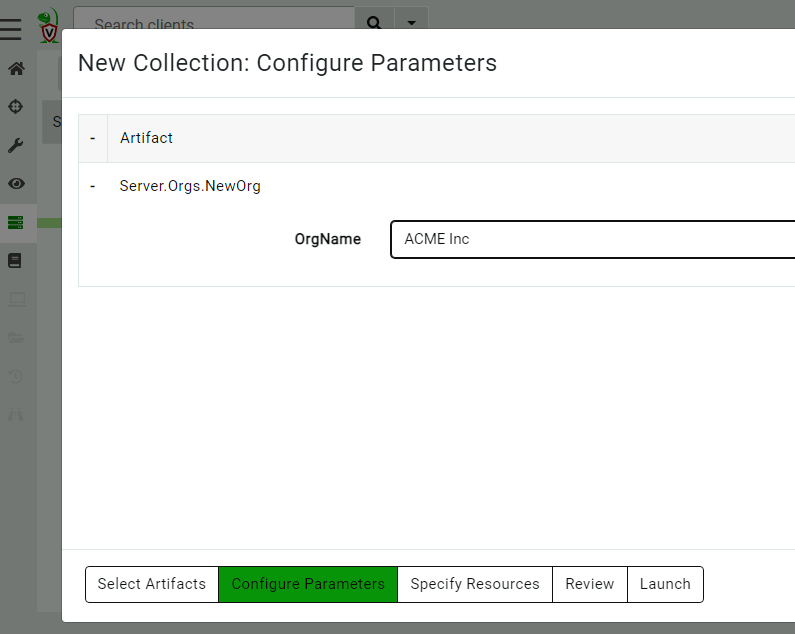 Search clients
New Collection: Configure Parameters
- Artifact
- Server.Orgs.NewOrg
OrgName ACME Inc
Select Artifacts Configure Parameters Specify Resources Review Launch